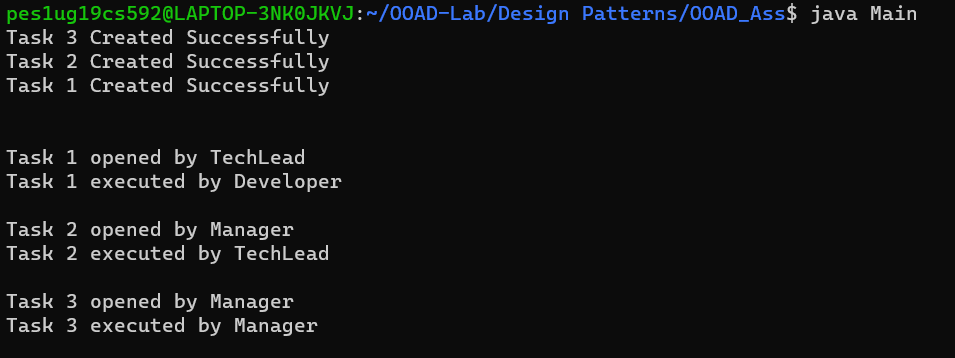 pes1ug19cs592@LAPTOP-3NK0JKVJ:~/OOAD-Lab/Design Patterns/OOAD_Ass$ java Main
Task 3 Created Successfully
Task 2 Created Successfully
Task 1 Created Successfully
Task 1 opened by TechLead
Task 1 executed by Developer
Task 2 opened by Manager
Task 2 executed by TechLead
Task 3 opened by Manager
Task 3 executed by Manager